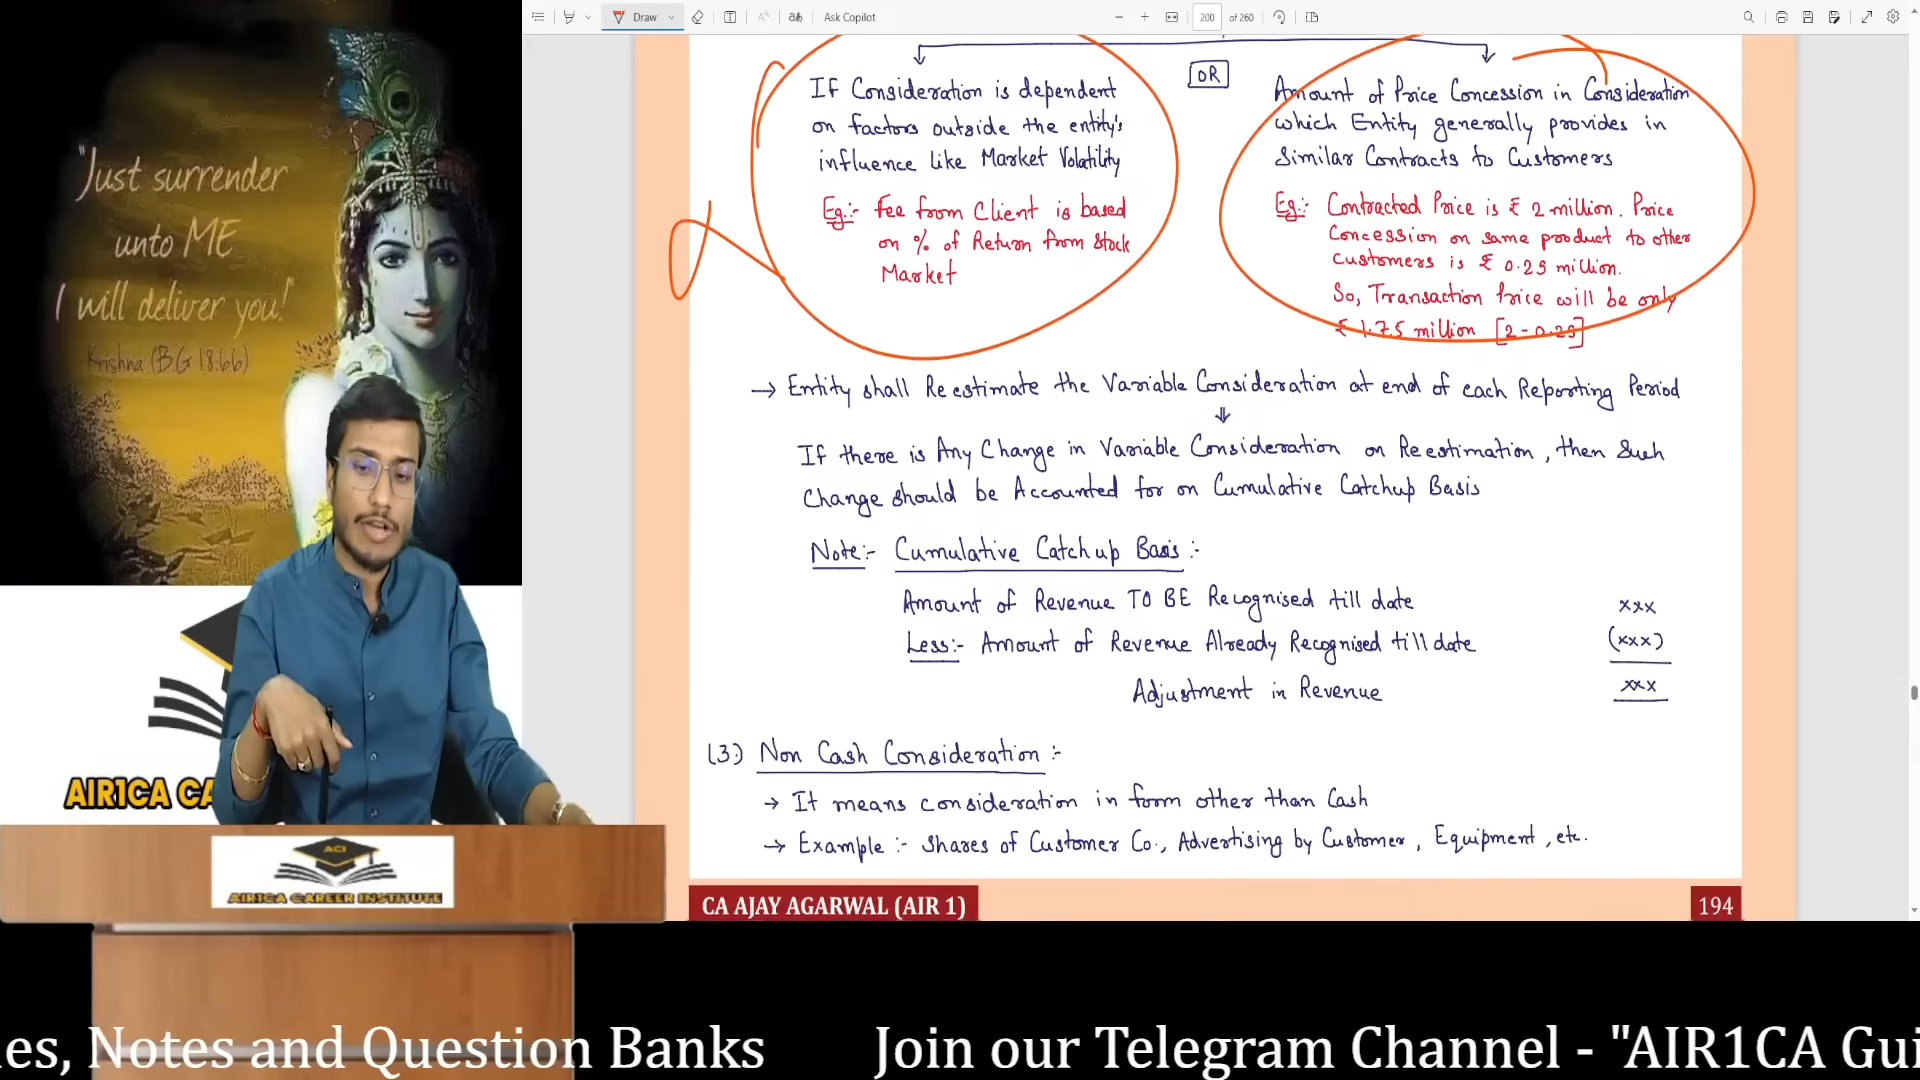 Draw
Ask Copilot
200
of 260
"Just surrender
unto ME
I will deliver you!"
Krishna (B.G 18:66)
If Consideration is dependent
on factors outside the entity's
influence like Market Volatility
Eg:- Fee from Client is based
on % of Return from Stock
Market
OR
Amount of Price Concession in Consideration
which Entity generally provides in
Similar Contracts to Customers
Eg:- Contracted Price is ₹ 2 million. Price
Concession on same product to other
Customers is ₹ 0.25 million.
So, Transaction Price will be only
₹ 1.75 million [2 - 0.25]
→ Entity shall Reestimate the Variable Consideration at end of each Reporting Period
If there is Any Change in Variable Consideration on Reestimation, then Such
Change should be Accounted for on Cumulative Catchup Basis
Note:- Cumulative Catchup Basis :-
Amount of Revenue TO BE Recognised till date xxx
Less:- Amount of Revenue Already Recognised till date (xxx)
Adjustment in Revenue xxx
(3.) Non Cash Consideration :-
→ It means consideration in form other than Cash
→ Example :- Shares of Customer Co., Advertising by Customer, Equipment, etc.
CA AJAY AGARWAL (AIR 1)
194
AIR1CA CA
ACI
AIR1CA CAREER INSTITUTE
es, Notes and Question Banks
Join our Telegram Channel - "AIR1CA Gui